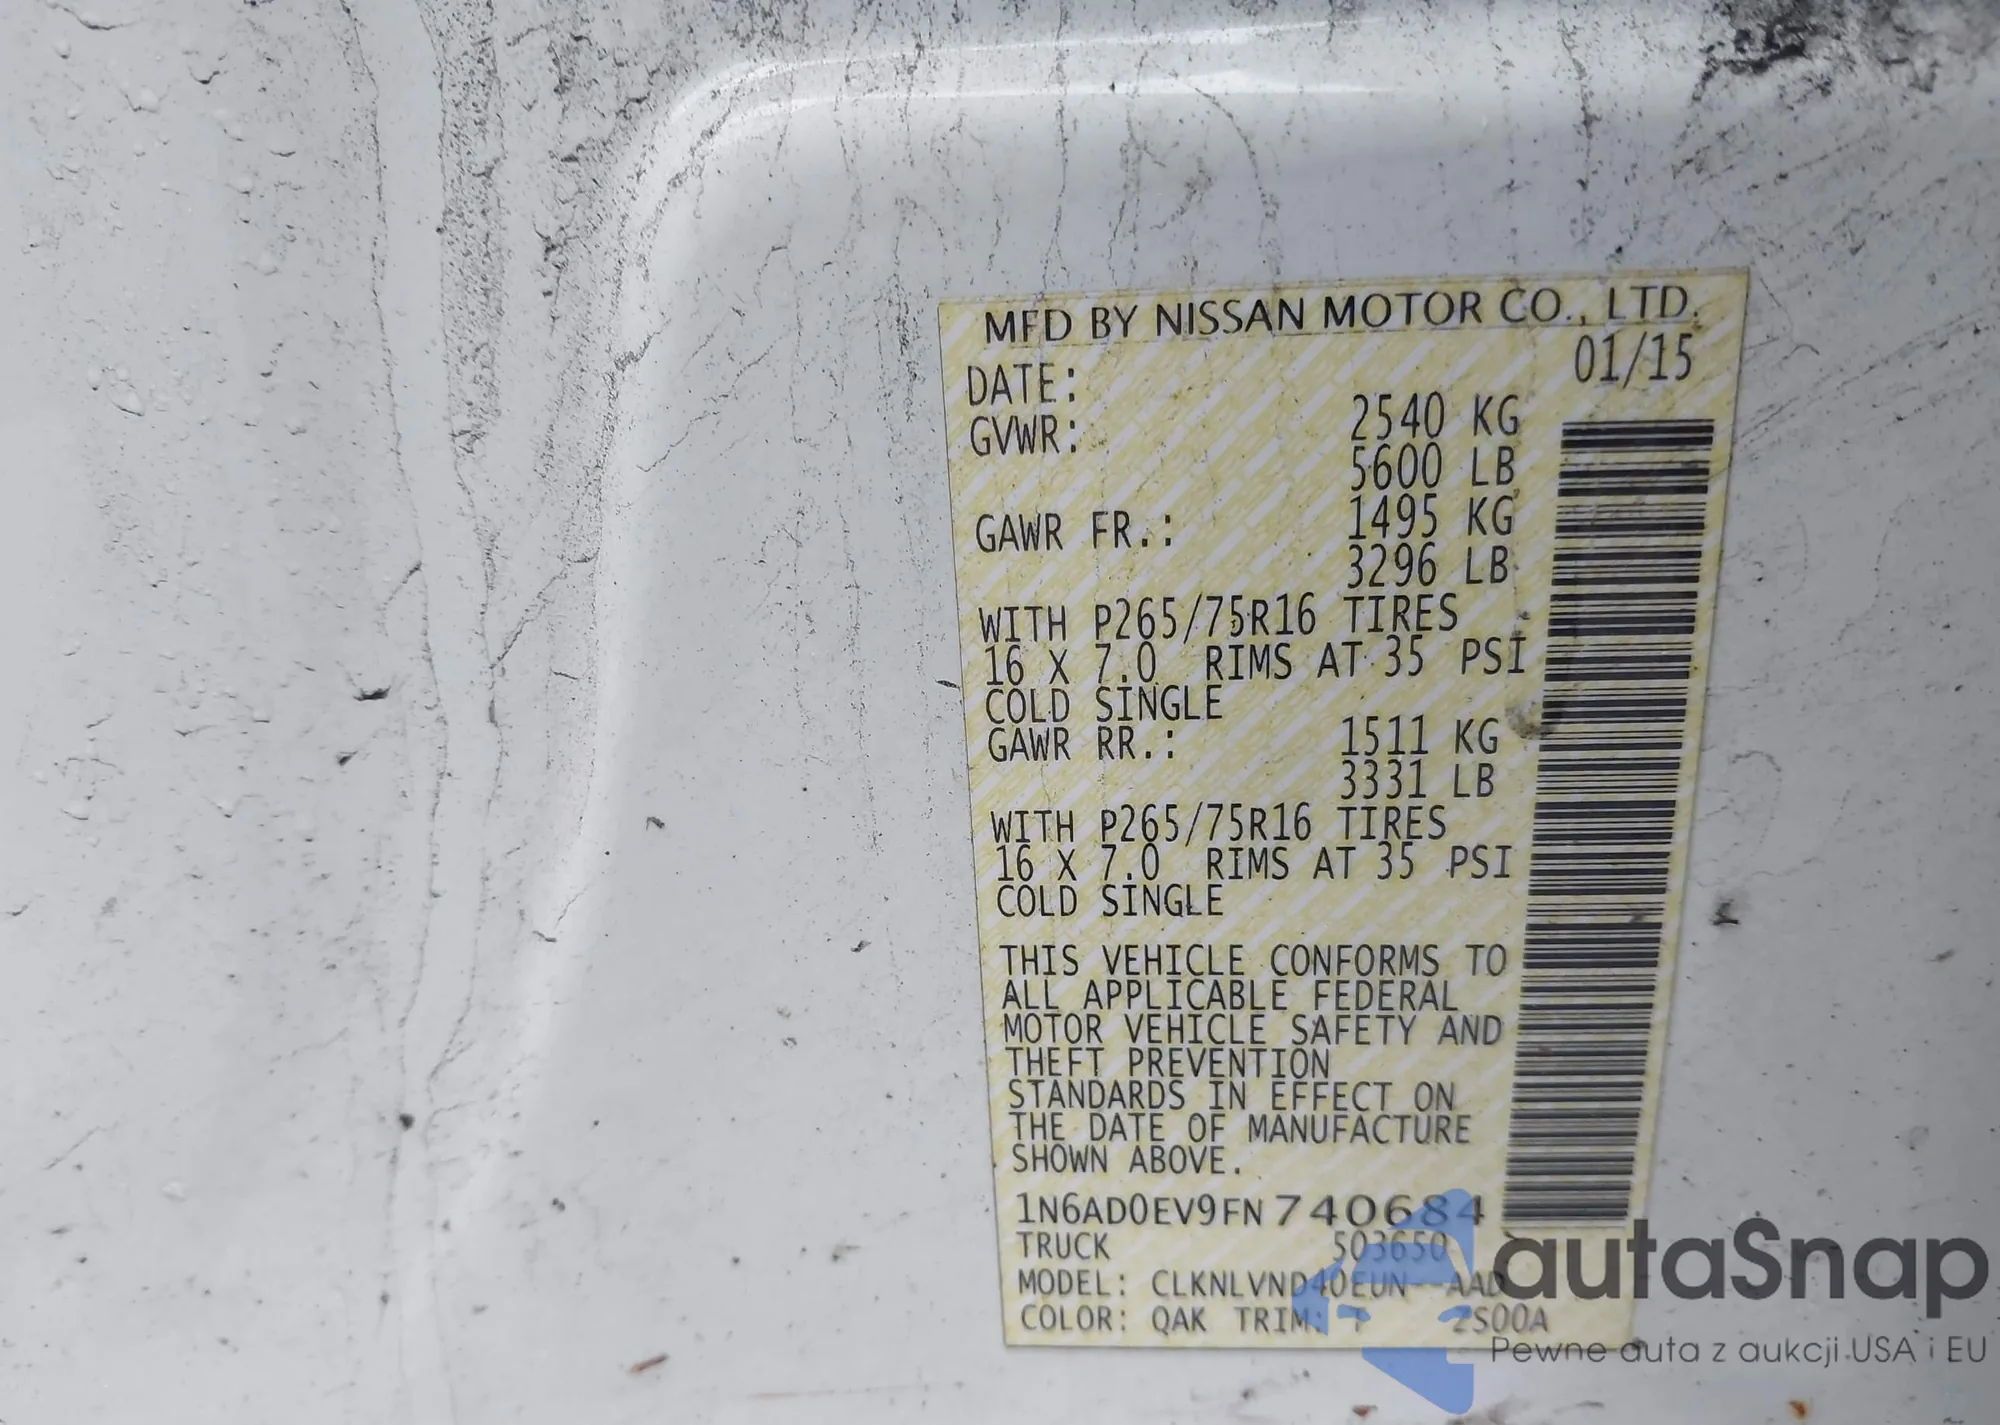 MFD BY NISSAN MOTOR CO., LTD.
DATE: 01/15
GVWR: 2540 KG
5600 LB
GAWR FR.: 1495 KG
3296 LB
WITH P265/75R16 TIRES
16 X 7.0 RIMS AT 35 PSI
COLD SINGLE
GAWR RR.: 1511 KG
3331 LB
WITH P265/75R16 TIRES
16 X 7.0 RIMS AT 35 PSI
COLD SINGLE
THIS VEHICLE CONFORMS TO
ALL APPLICABLE FEDERAL
MOTOR VEHICLE SAFETY AND
THEFT PREVENTION
STANDARDS IN EFFECT ON
THE DATE OF MANUFACTURE
SHOWN ABOVE.
1N6AD0EV9FN740684
TRUCK 503650
MODEL: CLKNLVND40EUN--AAD
COLOR: QAK TRIM: 2S00A
autaSnap
Pewne auta z aukcji USA i EU